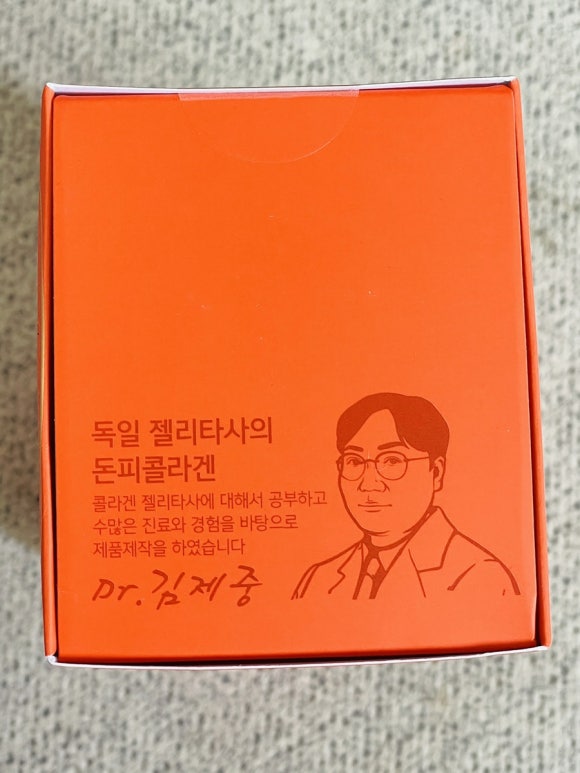 독일 젤리타사의
돈피콜라겐
콜라겐 젤리타사에 대해서 공부하고
수많은 진료와 경험을 바탕으로
제품제작을 하였습니다
Dr.김제중